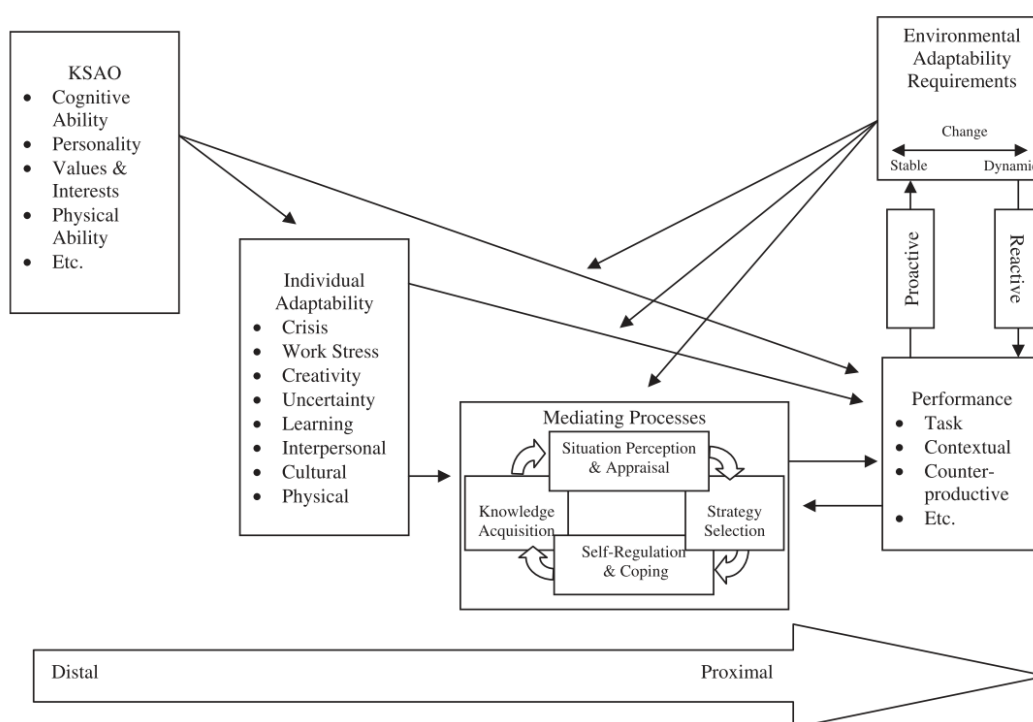 KSAO
• Cognitive
Ability
• Personality
• Values &
Interests
• Physical
Ability
• Etc.
Individual
Adaptability
• Crisis
• Work Stress
• Creativity
• Uncertainty
• Learning
• Interpersonal
• Cultural
• Physical
Mediating Processes
Situation Perception
& Appraisal
Knowledge
Acquisition
Strategy
Selection
Self-Regulation
& Coping
Environmental
Adaptability
Requirements
Change
Stable
Dynamic
Proactive
Reactive
Performance
• Task
• Contextual
• Counter-
productive
• Etc.
Distal
Proximal